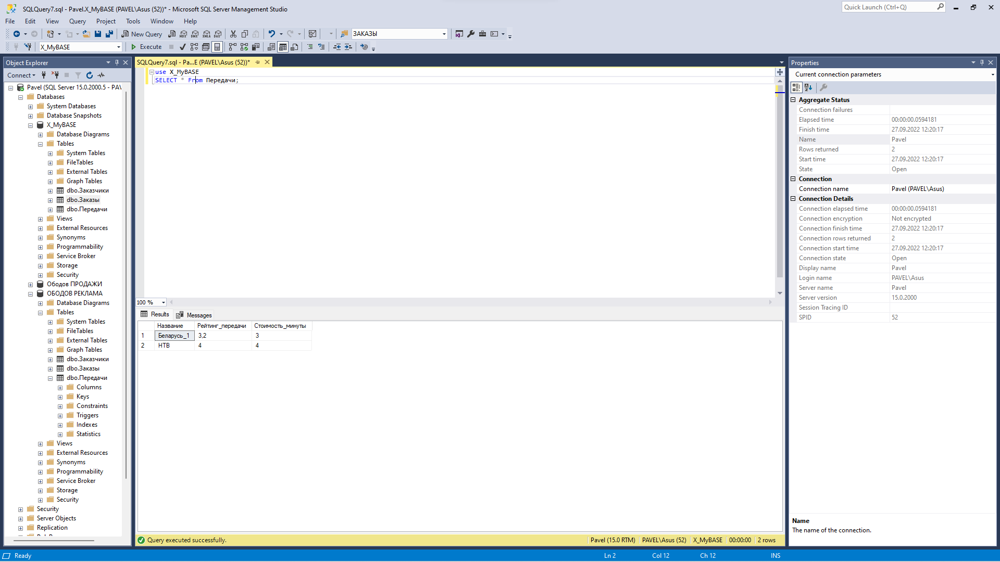 SQLQuery7.sql - Pavel.X_MyBASE (PAVEL\Asus (52))* - Microsoft SQL Server Management Studio
Quick Launch (Ctrl+Q)
File Edit View Query Project Tools Window Help
New Query
MDX DMX XMLA DAX
ЗАКАЗЫ
X_MyBASE
Execute
Object Explorer
Connect
Pavel (SQL Server 15.0.2000.5 - PAV
Databases
System Databases
Database Snapshots
X_MyBASE
Database Diagrams
Tables
System Tables
FileTables
External Tables
Graph Tables
dbo.Заказчики
dbo.Заказы
dbo.Передачи
Views
External Resources
Synonyms
Programmability
Service Broker
Storage
Security
Ободов ПРОДАЖИ
ОБОДОВ РЕКЛАМА
Database Diagrams
Tables
System Tables
FileTables
External Tables
Graph Tables
dbo.Заказчики
dbo.Заказы
dbo.Передачи
Columns
Keys
Constraints
Triggers
Indexes
Statistics
Views
External Resources
Synonyms
Programmability
Service Broker
Storage
Security
Security
Server Objects
Replication
SQLQuery7.sql - Pa...E (PAVEL\Asus (52))*
use X_MyBASE
SELECT * From Передачи;
100 %
Results Messages
Название Рейтинг_передачи Стоимость_минуты
1 Беларусь_1 3,2 3
2 НТВ 4 4
Query executed successfully.
Pavel (15.0 RTM) PAVEL\Asus (52) X_MyBASE 00:00:00 2 rows
Properties
Current connection parameters
Aggregate Status
Connection failures
Elapsed time 00:00:00.0594181
Finish time 27.09.2022 12:20:17
Name Pavel
Rows returned 2
Start time 27.09.2022 12:20:17
State Open
Connection
Connection name Pavel (PAVEL\Asus)
Connection Details
Connection elapsed time 00:00:00.0594181
Connection encryption Not encrypted
Connection finish time 27.09.2022 12:20:17
Connection rows returned 2
Connection start time 27.09.2022 12:20:17
Connection state Open
Display name Pavel
Login name PAVEL\Asus
Server name Pavel
Server version 15.0.2000
Session Tracing ID
SPID 52
Name
The name of the connection.
Ready
Ln 2 Col 12 Ch 12 INS